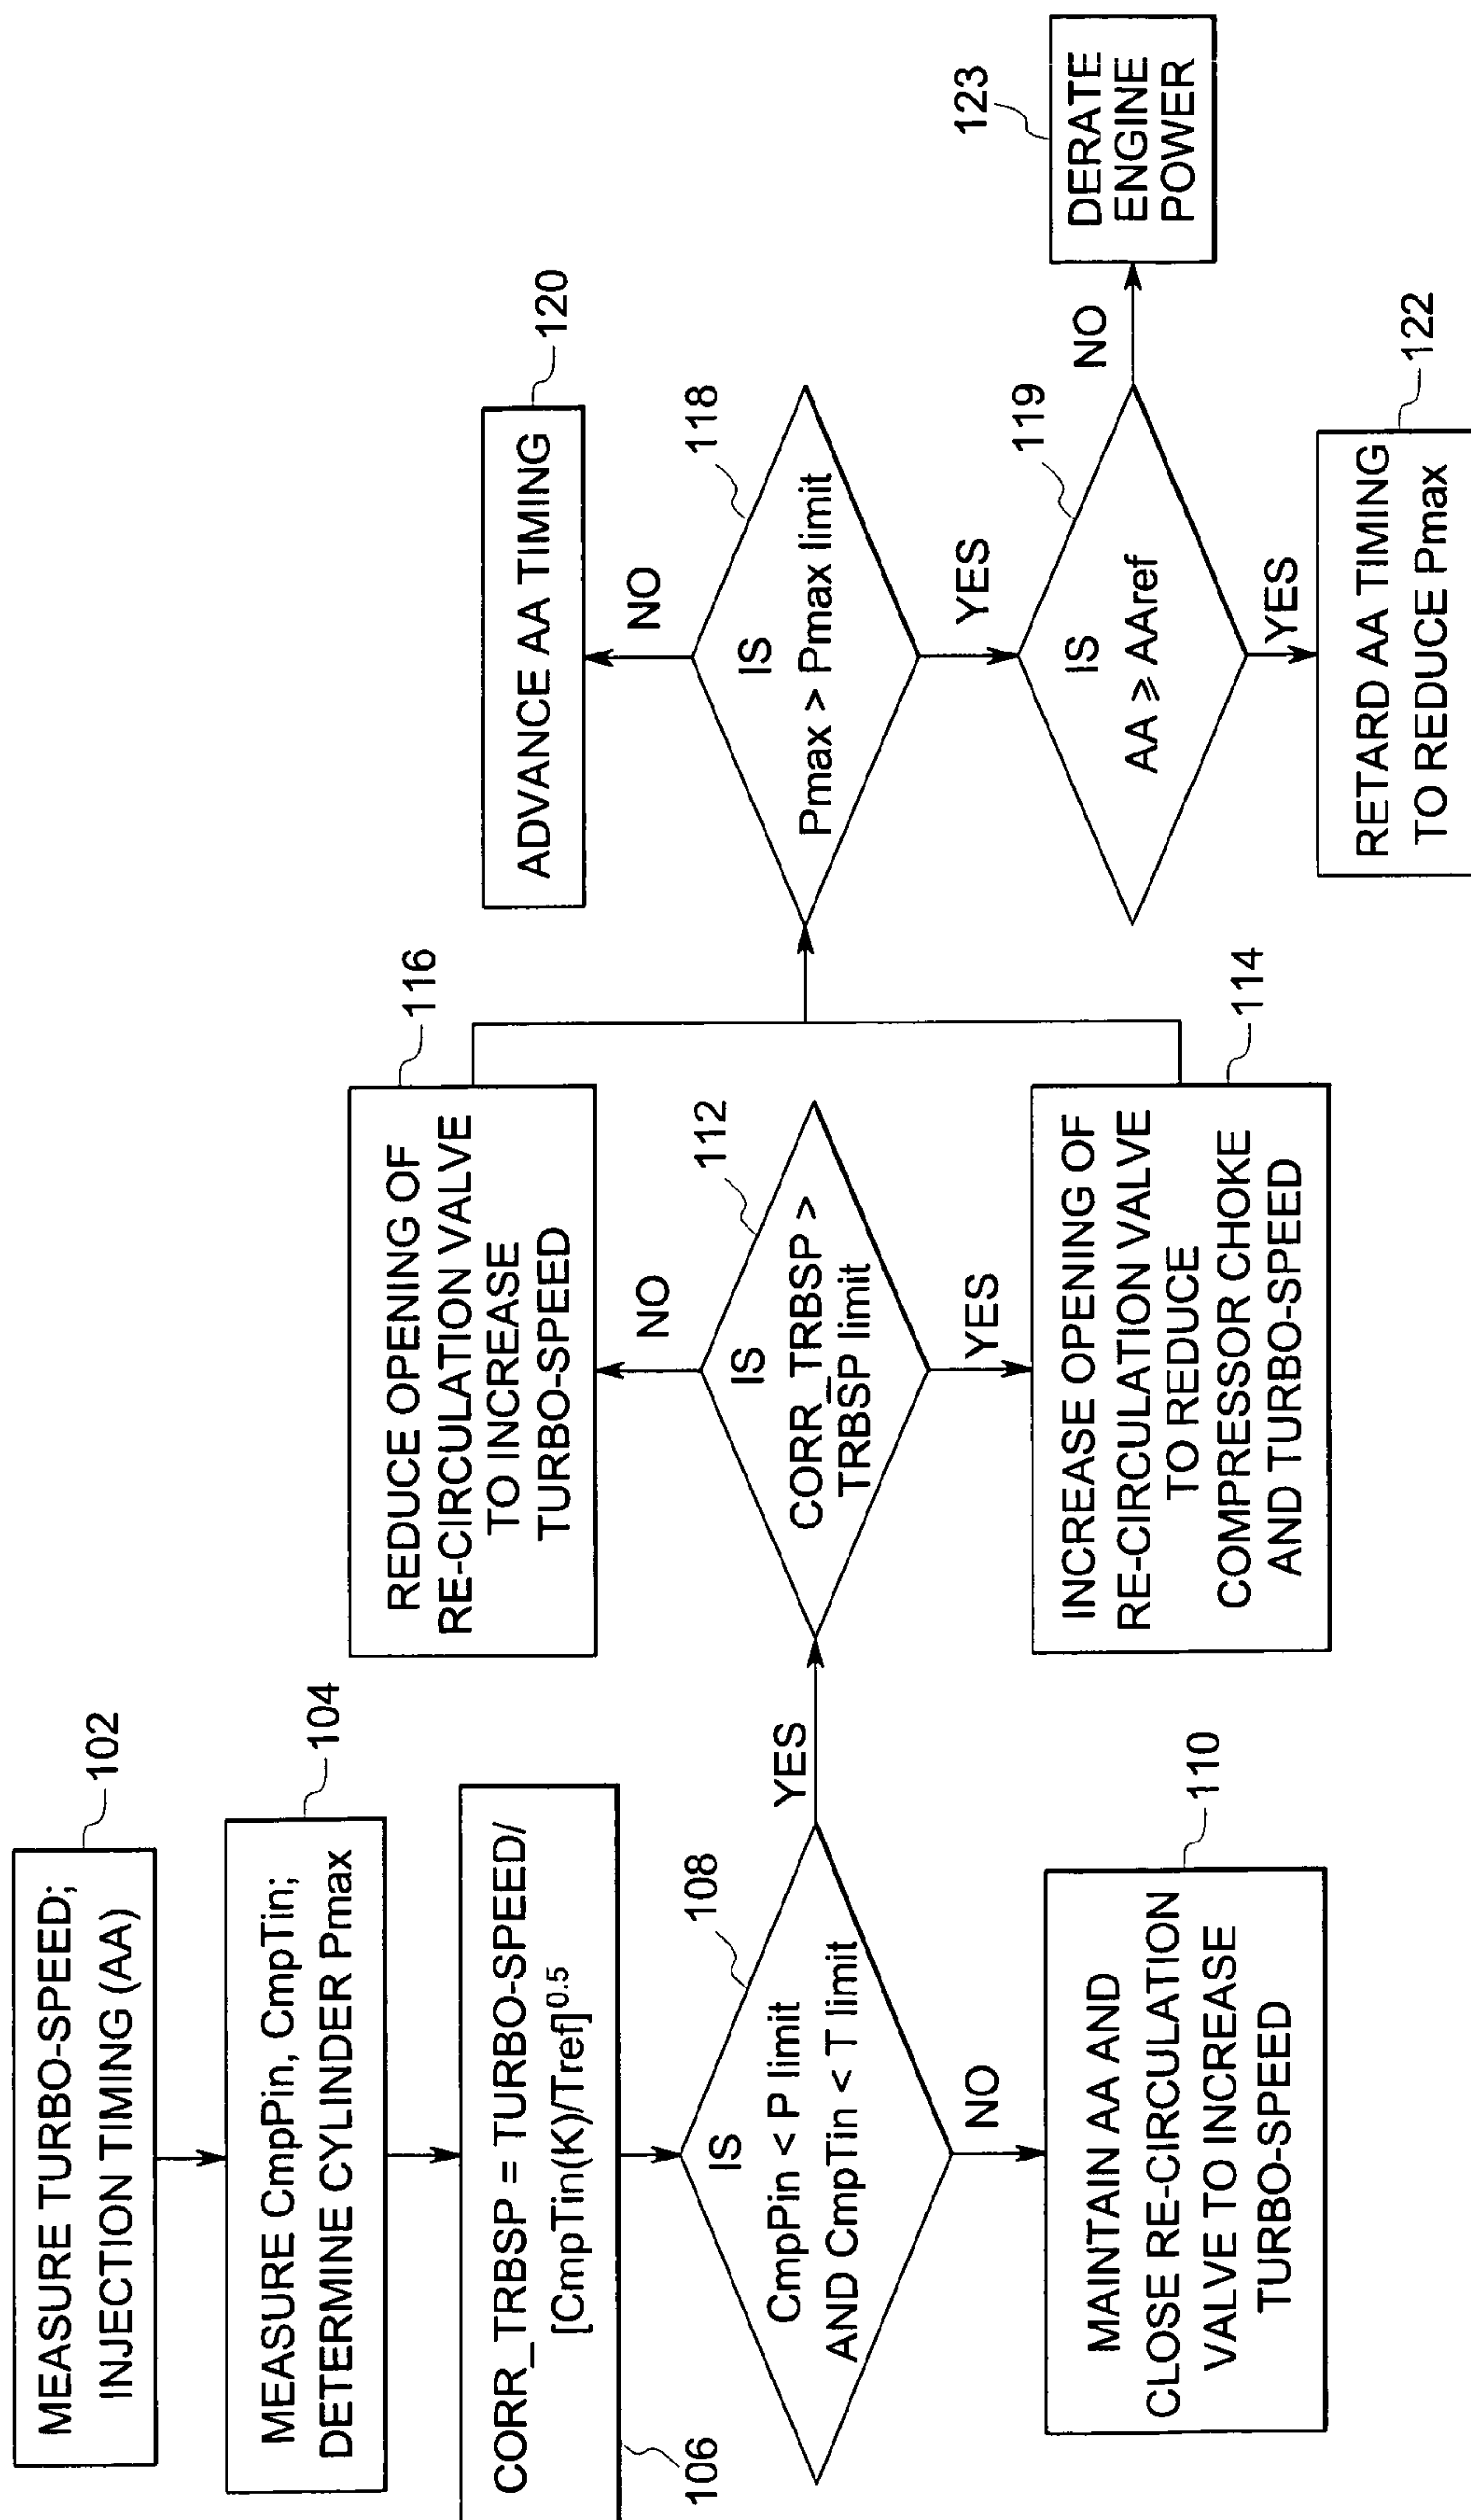 102
MEASURE TURBO-SPEED;
INJECTION TIMING (AA)
104
MEASURE CmpPin, CmpTin;
DETERMINE CYLINDER Pmax
106
CORR_TRBSP = TURBO-SPEED/
[CmpTin(K)/Tref]0.5
108
IS
CmpPin < P limit
AND CmpTin < T limit
NO
YES
110
MAINTAIN AA AND
CLOSE RE-CIRCULATION
VALVE TO INCREASE
TURBO-SPEED
112
IS
CORR_TRBSP >
TRBSP limit
NO
YES
116
REDUCE OPENING OF
RE-CIRCULATION VALVE
TO INCREASE
TURBO-SPEED
114
INCREASE OPENING OF
RE-CIRCULATION VALVE
TO REDUCE
COMPRESSOR CHOKE
AND TURBO-SPEED
118
IS
Pmax > Pmax limit
NO
YES
120
ADVANCE AA TIMING
119
IS
AA ⩾ AAref
NO
YES
123
DERATE
ENGINE
POWER
122
RETARD AA TIMING
TO REDUCE Pmax